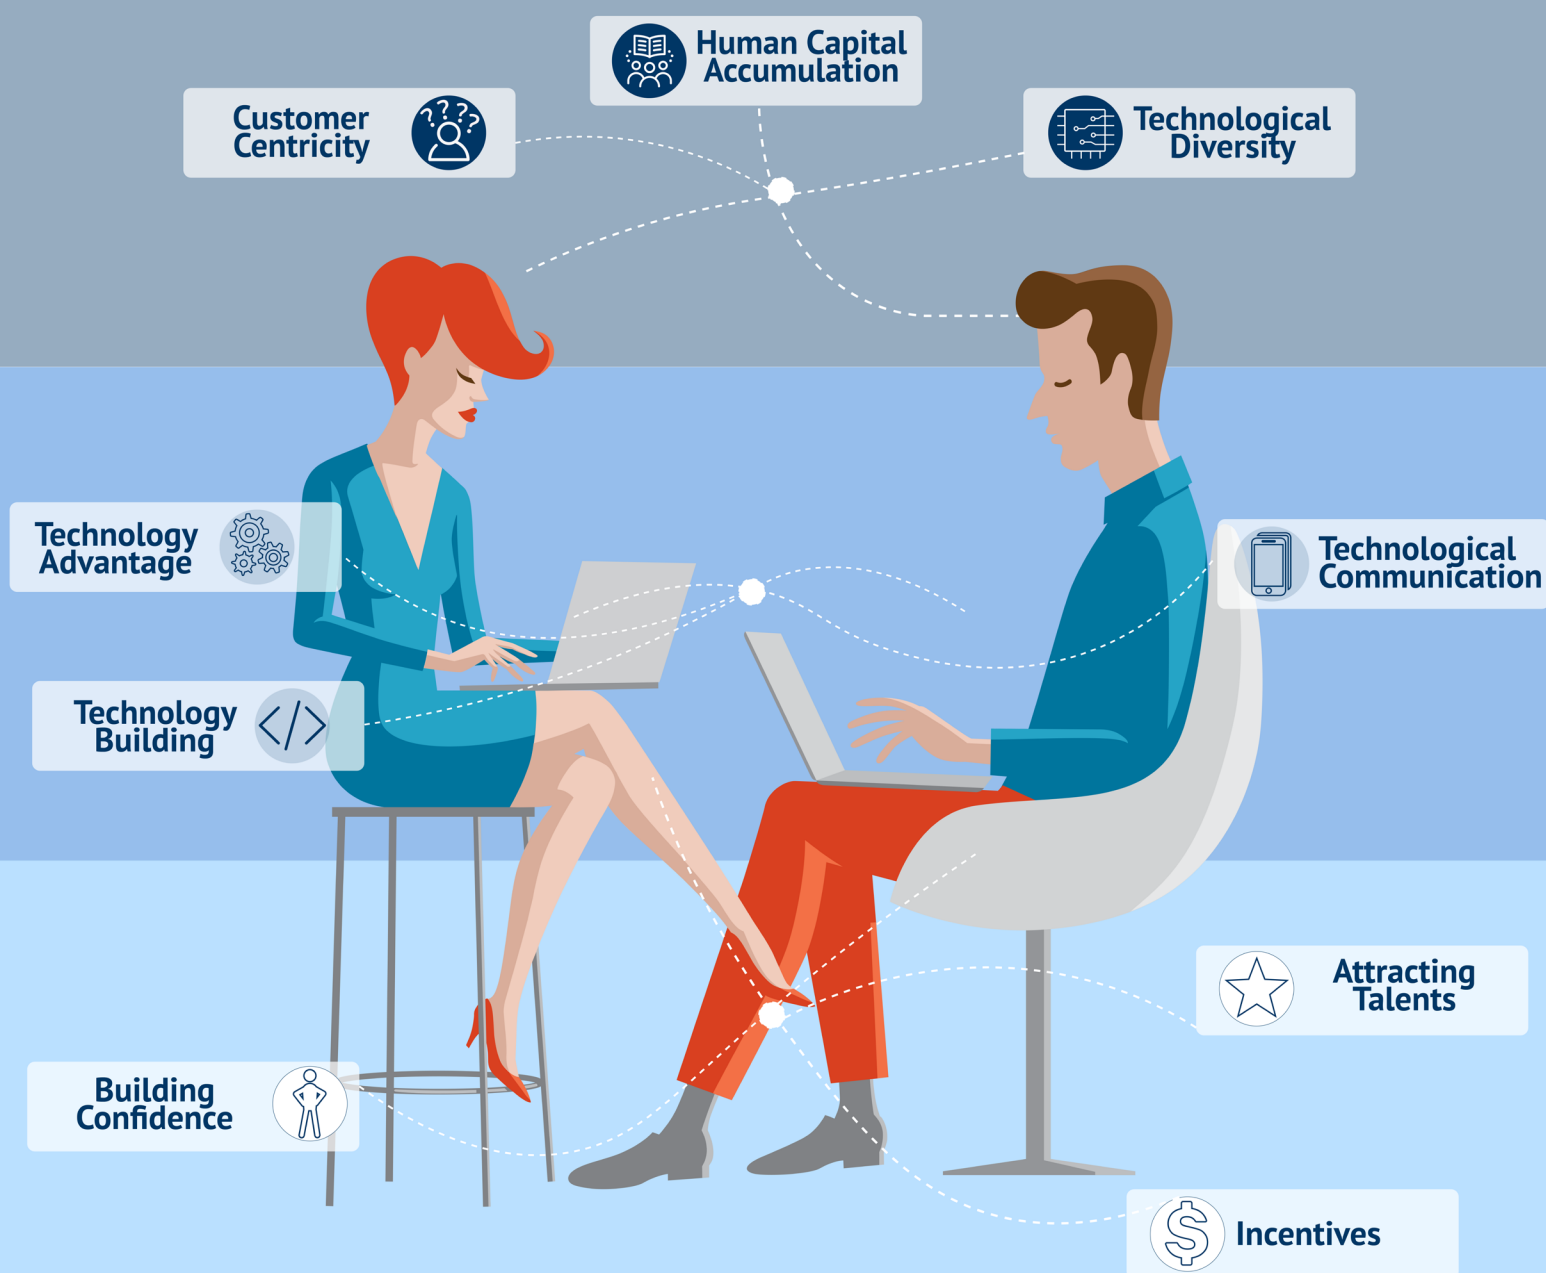 Human Capital
Accumulation
Customer
Centricity
????
Technological
Diversity
Technology
Advantage
Technological
Communication
Technology
Building
</>
Attracting
Talents
Building
Confidence
$
Incentives